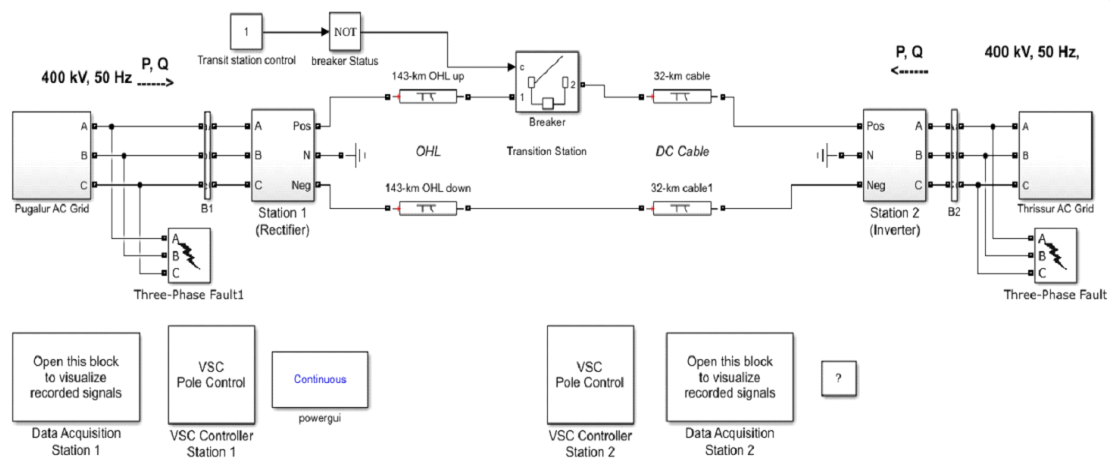 1
NOT
Transit station control
breaker Status
P, Q
400 kV, 50 Hz
P, Q
400 kV, 50 Hz,
143-km OHL up
c
1
2
Breaker
32-km cable
A
B
C
Pugalur AC Grid
B1
A
B
C
Pos
N
Neg
Station 1
(Rectifier)
OHL
Transition Station
DC Cable
143-km OHL down
32-km cable1
Pos
N
Neg
A
B
C
Station 2
(Inverter)
B2
A
B
C
Thrissur AC Grid
A
B
C
Three-Phase Fault1
A
B
C
Three-Phase Fault
Open this block
to visualize
recorded signals
Data Acquisition
Station 1
VSC
Pole Control
VSC Controller
Station 1
Continuous
powergui
VSC
Pole Control
VSC Controller
Station 2
Open this block
to visualize
recorded signals
Data Acquisition
Station 2
?